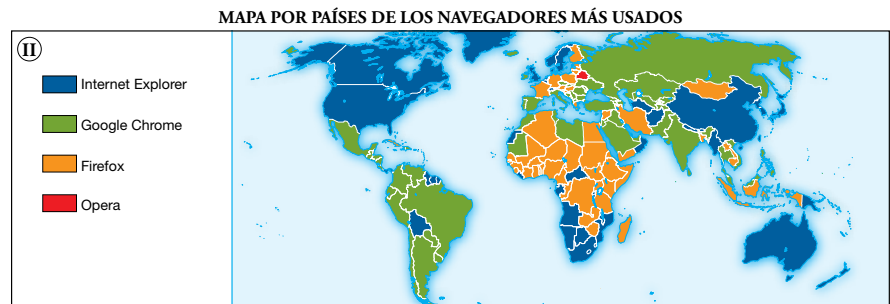 MAPA POR PAÍSES DE LOS NAVEGADORES MÁS USADOS
II
Internet Explorer
Google Chrome
Firefox
Opera